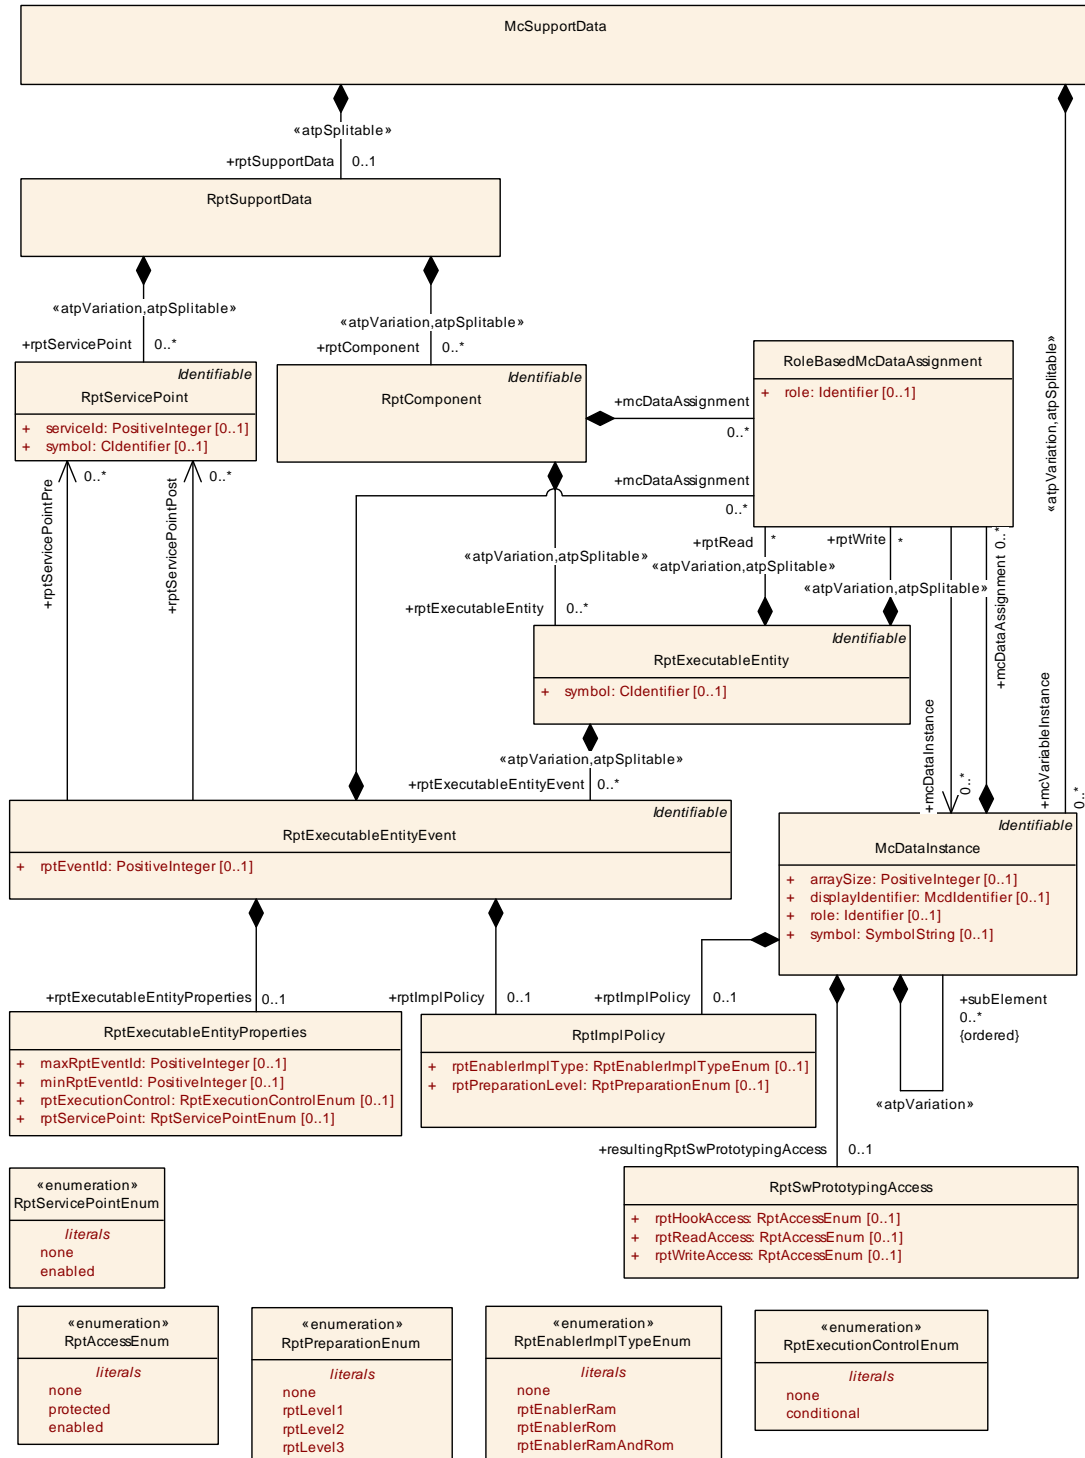 McSupportData
«atpSplitable»
+rptSupportData 0..1
RptSupportData
«atpVariation,atpSplitable»
+rptServicePoint 0..*
«atpVariation,atpSplitable»
+rptComponent 0..*
«atpVariation,atpSplitable»
Identifiable
RptServicePoint
+ serviceId: PositiveInteger [0..1]
+ symbol: CIdentifier [0..1]
Identifiable
RptComponent
RoleBasedMcDataAssignment
+ role: Identifier [0..1]
+mcDataAssignment
0..*
+mcDataAssignment
0..*
0..*
0..*
+rptServicePointPre
+rptServicePointPost
«atpVariation,atpSplitable»
+rptExecutableEntity 0..*
+rptRead *
«atpVariation,atpSplitable»
+rptWrite *
«atpVariation,atpSplitable»
+mcDataAssignment 0..*
Identifiable
RptExecutableEntity
+ symbol: CIdentifier [0..1]
«atpVariation,atpSplitable»
+rptExecutableEntityEvent 0..*
+mcDataInstance
0..*
+mcVariableInstance
0..*
Identifiable
RptExecutableEntityEvent
+ rptEventId: PositiveInteger [0..1]
Identifiable
McDataInstance
+ arraySize: PositiveInteger [0..1]
+ displayIdentifier: McdIdentifier [0..1]
+ role: Identifier [0..1]
+ symbol: SymbolString [0..1]
+rptExecutableEntityProperties 0..1
+rptImplPolicy 0..1
+rptImplPolicy 0..1
+subElement
0..*
{ordered}
«atpVariation»
RptExecutableEntityProperties
+ maxRptEventId: PositiveInteger [0..1]
+ minRptEventId: PositiveInteger [0..1]
+ rptExecutionControl: RptExecutionControlEnum [0..1]
+ rptServicePoint: RptServicePointEnum [0..1]
RptImplPolicy
+ rptEnablerImplType: RptEnablerImplTypeEnum [0..1]
+ rptPreparationLevel: RptPreparationEnum [0..1]
+resultingRptSwPrototypingAccess 0..1
RptSwPrototypingAccess
+ rptHookAccess: RptAccessEnum [0..1]
+ rptReadAccess: RptAccessEnum [0..1]
+ rptWriteAccess: RptAccessEnum [0..1]
«enumeration»
RptServicePointEnum
literals
none
enabled
«enumeration»
RptAccessEnum
literals
none
protected
enabled
«enumeration»
RptPreparationEnum
literals
none
rptLevel1
rptLevel2
rptLevel3
«enumeration»
RptEnablerImplTypeEnum
literals
none
rptEnablerRam
rptEnablerRom
rptEnablerRamAndRom
«enumeration»
RptExecutionControlEnum
literals
none
conditional